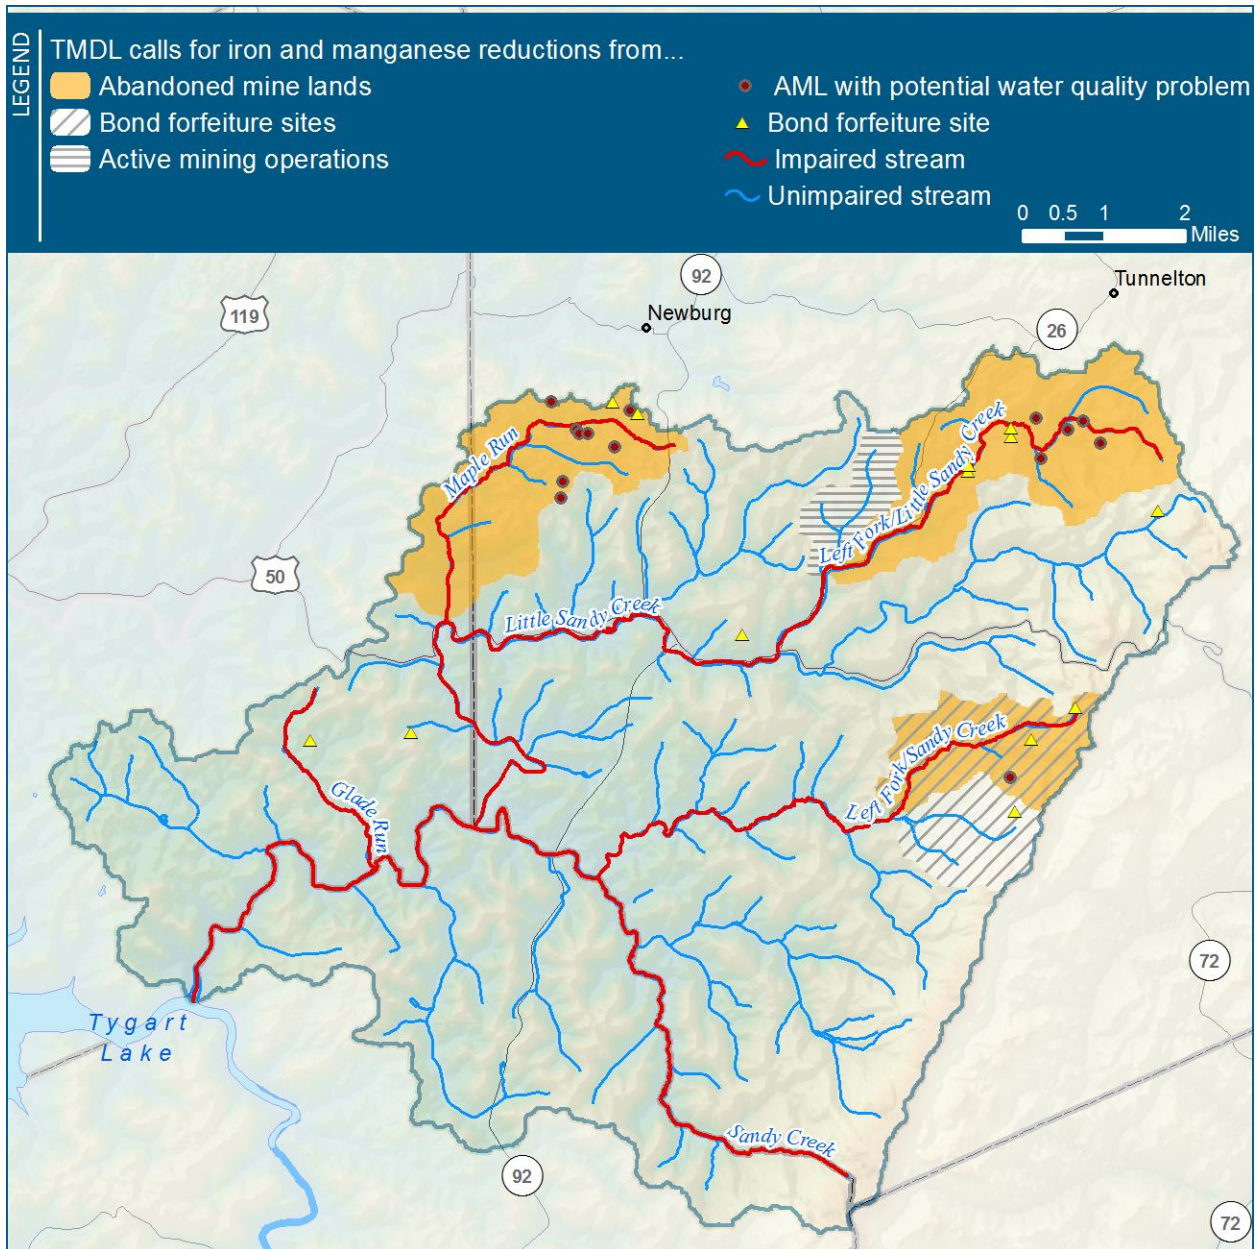 LEGEND
TMDL calls for iron and manganese reductions from...
Abandoned mine lands
Bond forfeiture sites
Active mining operations
AML with potential water quality problem
Bond forfeiture site
Impaired stream
Unimpaired stream
0 0.5 1 2
Miles
92
Tunnelton
119
Newburg
26
Maple Run
Left Fork/Little Sandy Creek
50
Little Sandy Creek
Left Fork/Sandy Creek
Glade Run
72
Tygart
Lake
Sandy Creek
92
72